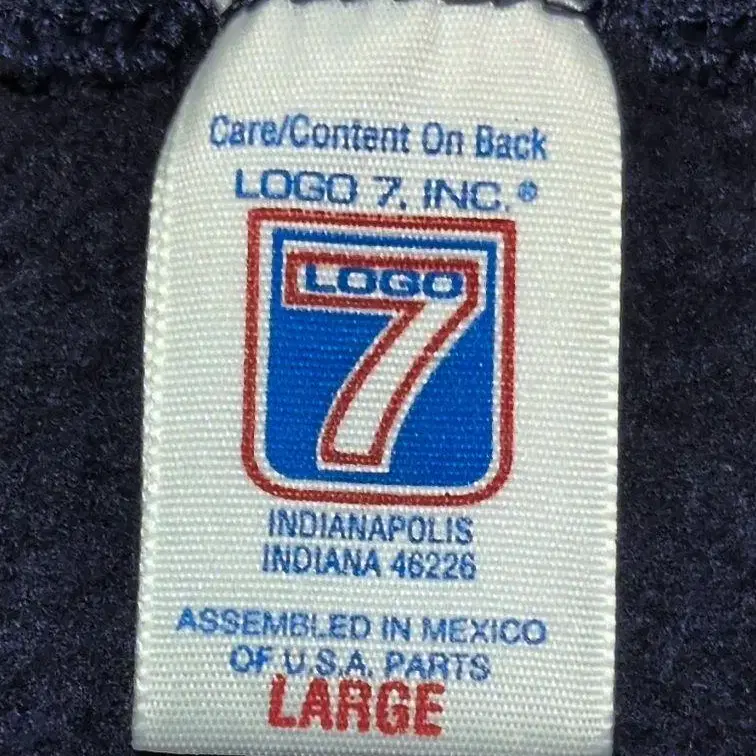 Care/Content On Back
LOGO 7, INC.®
LOGO
7
INDIANAPOLIS
INDIANA 46226
ASSEMBLED IN MEXICO
OF U.S.A. PARTS
LARGE